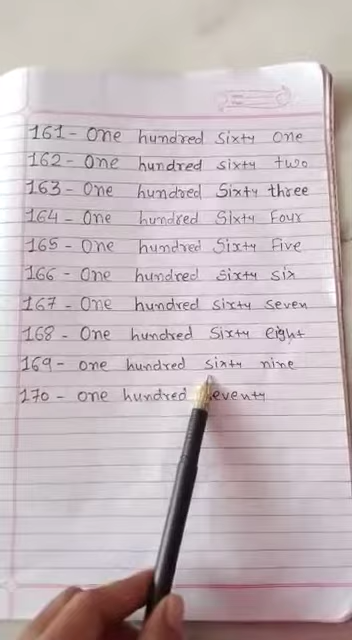 161 - One hundred Sixty One
162 - One hundred sixty two
163 - One hundred Sixty three
164 - One hundred Sixty Four
165 - One hundred Sixty Five
166 - One hundred sixty six
167 - One hundred sixty seven
168 - One hundred Sixty eight
169 - One hundred sixty nine
170 - One hundred seventy